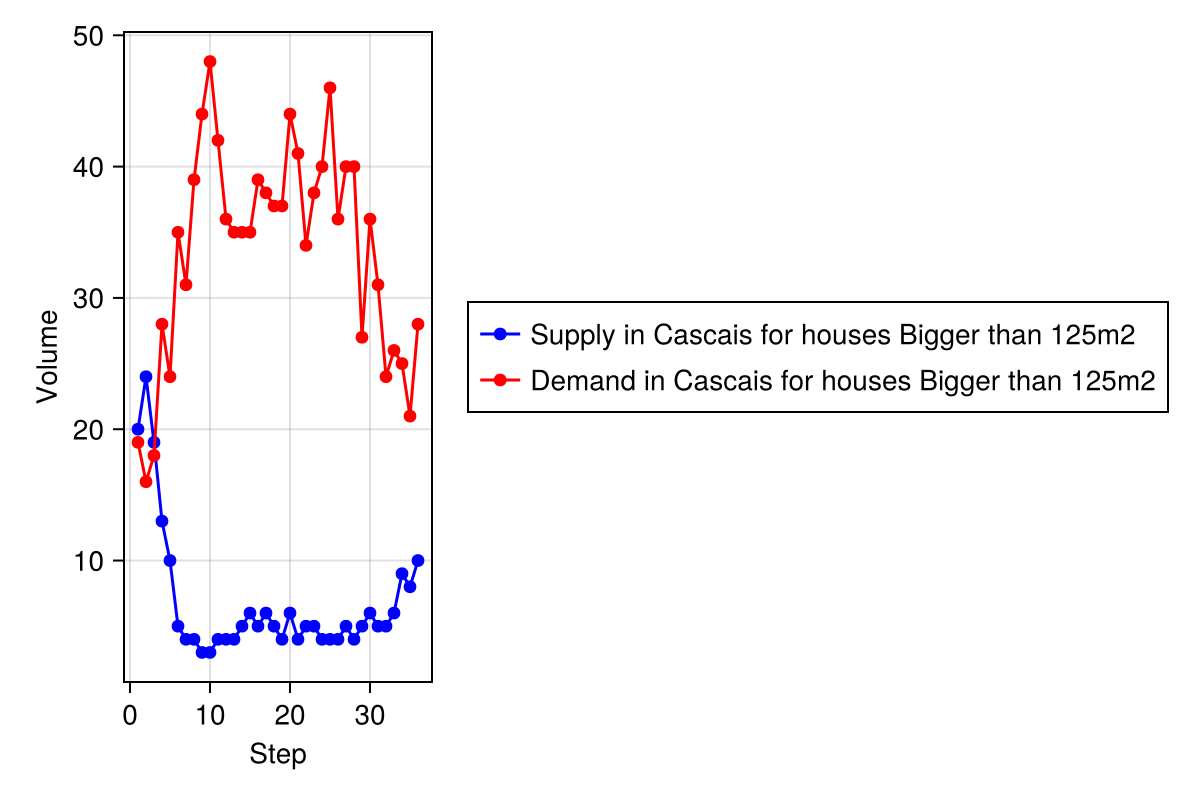 50
40
30
20
10
Volume
0 10 20 30
Step
Supply in Cascais for houses Bigger than 125m2
Demand in Cascais for houses Bigger than 125m2